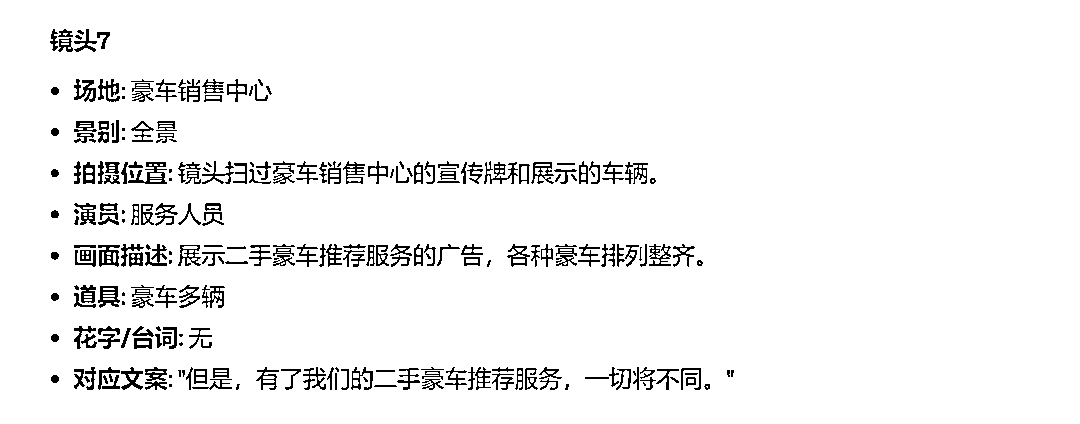 镜头7
• 场地: 豪车销售中心
• 景别: 全景
• 拍摄位置: 镜头扫过豪车销售中心的宣传牌和展示的车辆。
• 演员: 服务人员
• 画面描述: 展示二手豪车推荐服务的广告，各种豪车排列整齐。
• 道具: 豪车多辆
• 花字/台词: 无
• 对应文案: "但是，有了我们的二手豪车推荐服务，一切将不同。"